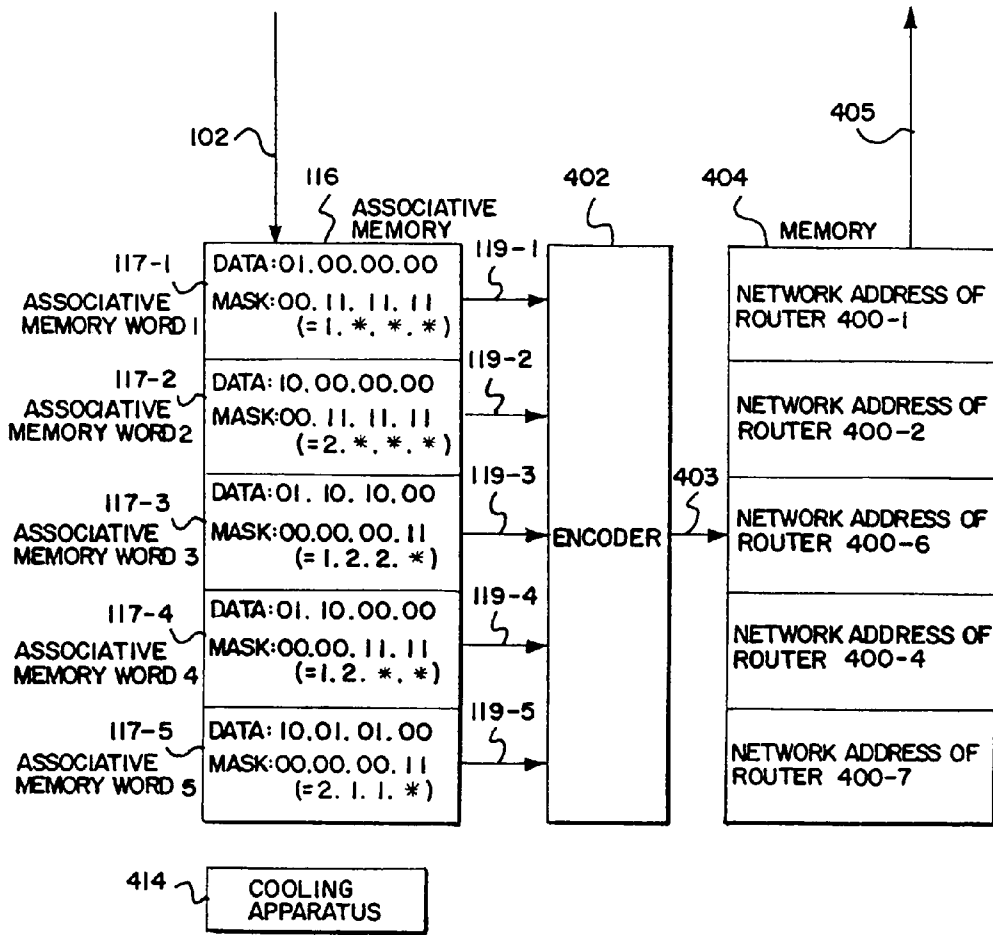 102
405
116
402
404
ASSOCIATIVE
MEMORY
MEMORY
117-1
ASSOCIATIVE
MEMORY WORD 1
DATA:01.00.00.00
MASK:00.11.11.11
(=1.*.*.*)
119-1
NETWORK ADDRESS OF
ROUTER 400-1
117-2
ASSOCIATIVE
MEMORY WORD 2
DATA:10.00.00.00
MASK:00.11.11.11
(=2.*.*.*)
119-2
NETWORK ADDRESS OF
ROUTER 400-2
117-3
ASSOCIATIVE
MEMORY WORD 3
DATA:01.10.10.00
MASK:00.00.00.11
(=1.2.2.*)
119-3
ENCODER
403
NETWORK ADDRESS OF
ROUTER 400-6
117-4
ASSOCIATIVE
MEMORY WORD 4
DATA:01.10.00.00
MASK:00.00.11.11
(=1.2.*.*)
119-4
NETWORK ADDRESS OF
ROUTER 400-4
117-5
ASSOCIATIVE
MEMORY WORD 5
DATA:10.01.01.00
MASK:00.00.00.11
(=2.1.1.*)
119-5
NETWORK ADDRESS OF
ROUTER 400-7
414
COOLING
APPARATUS